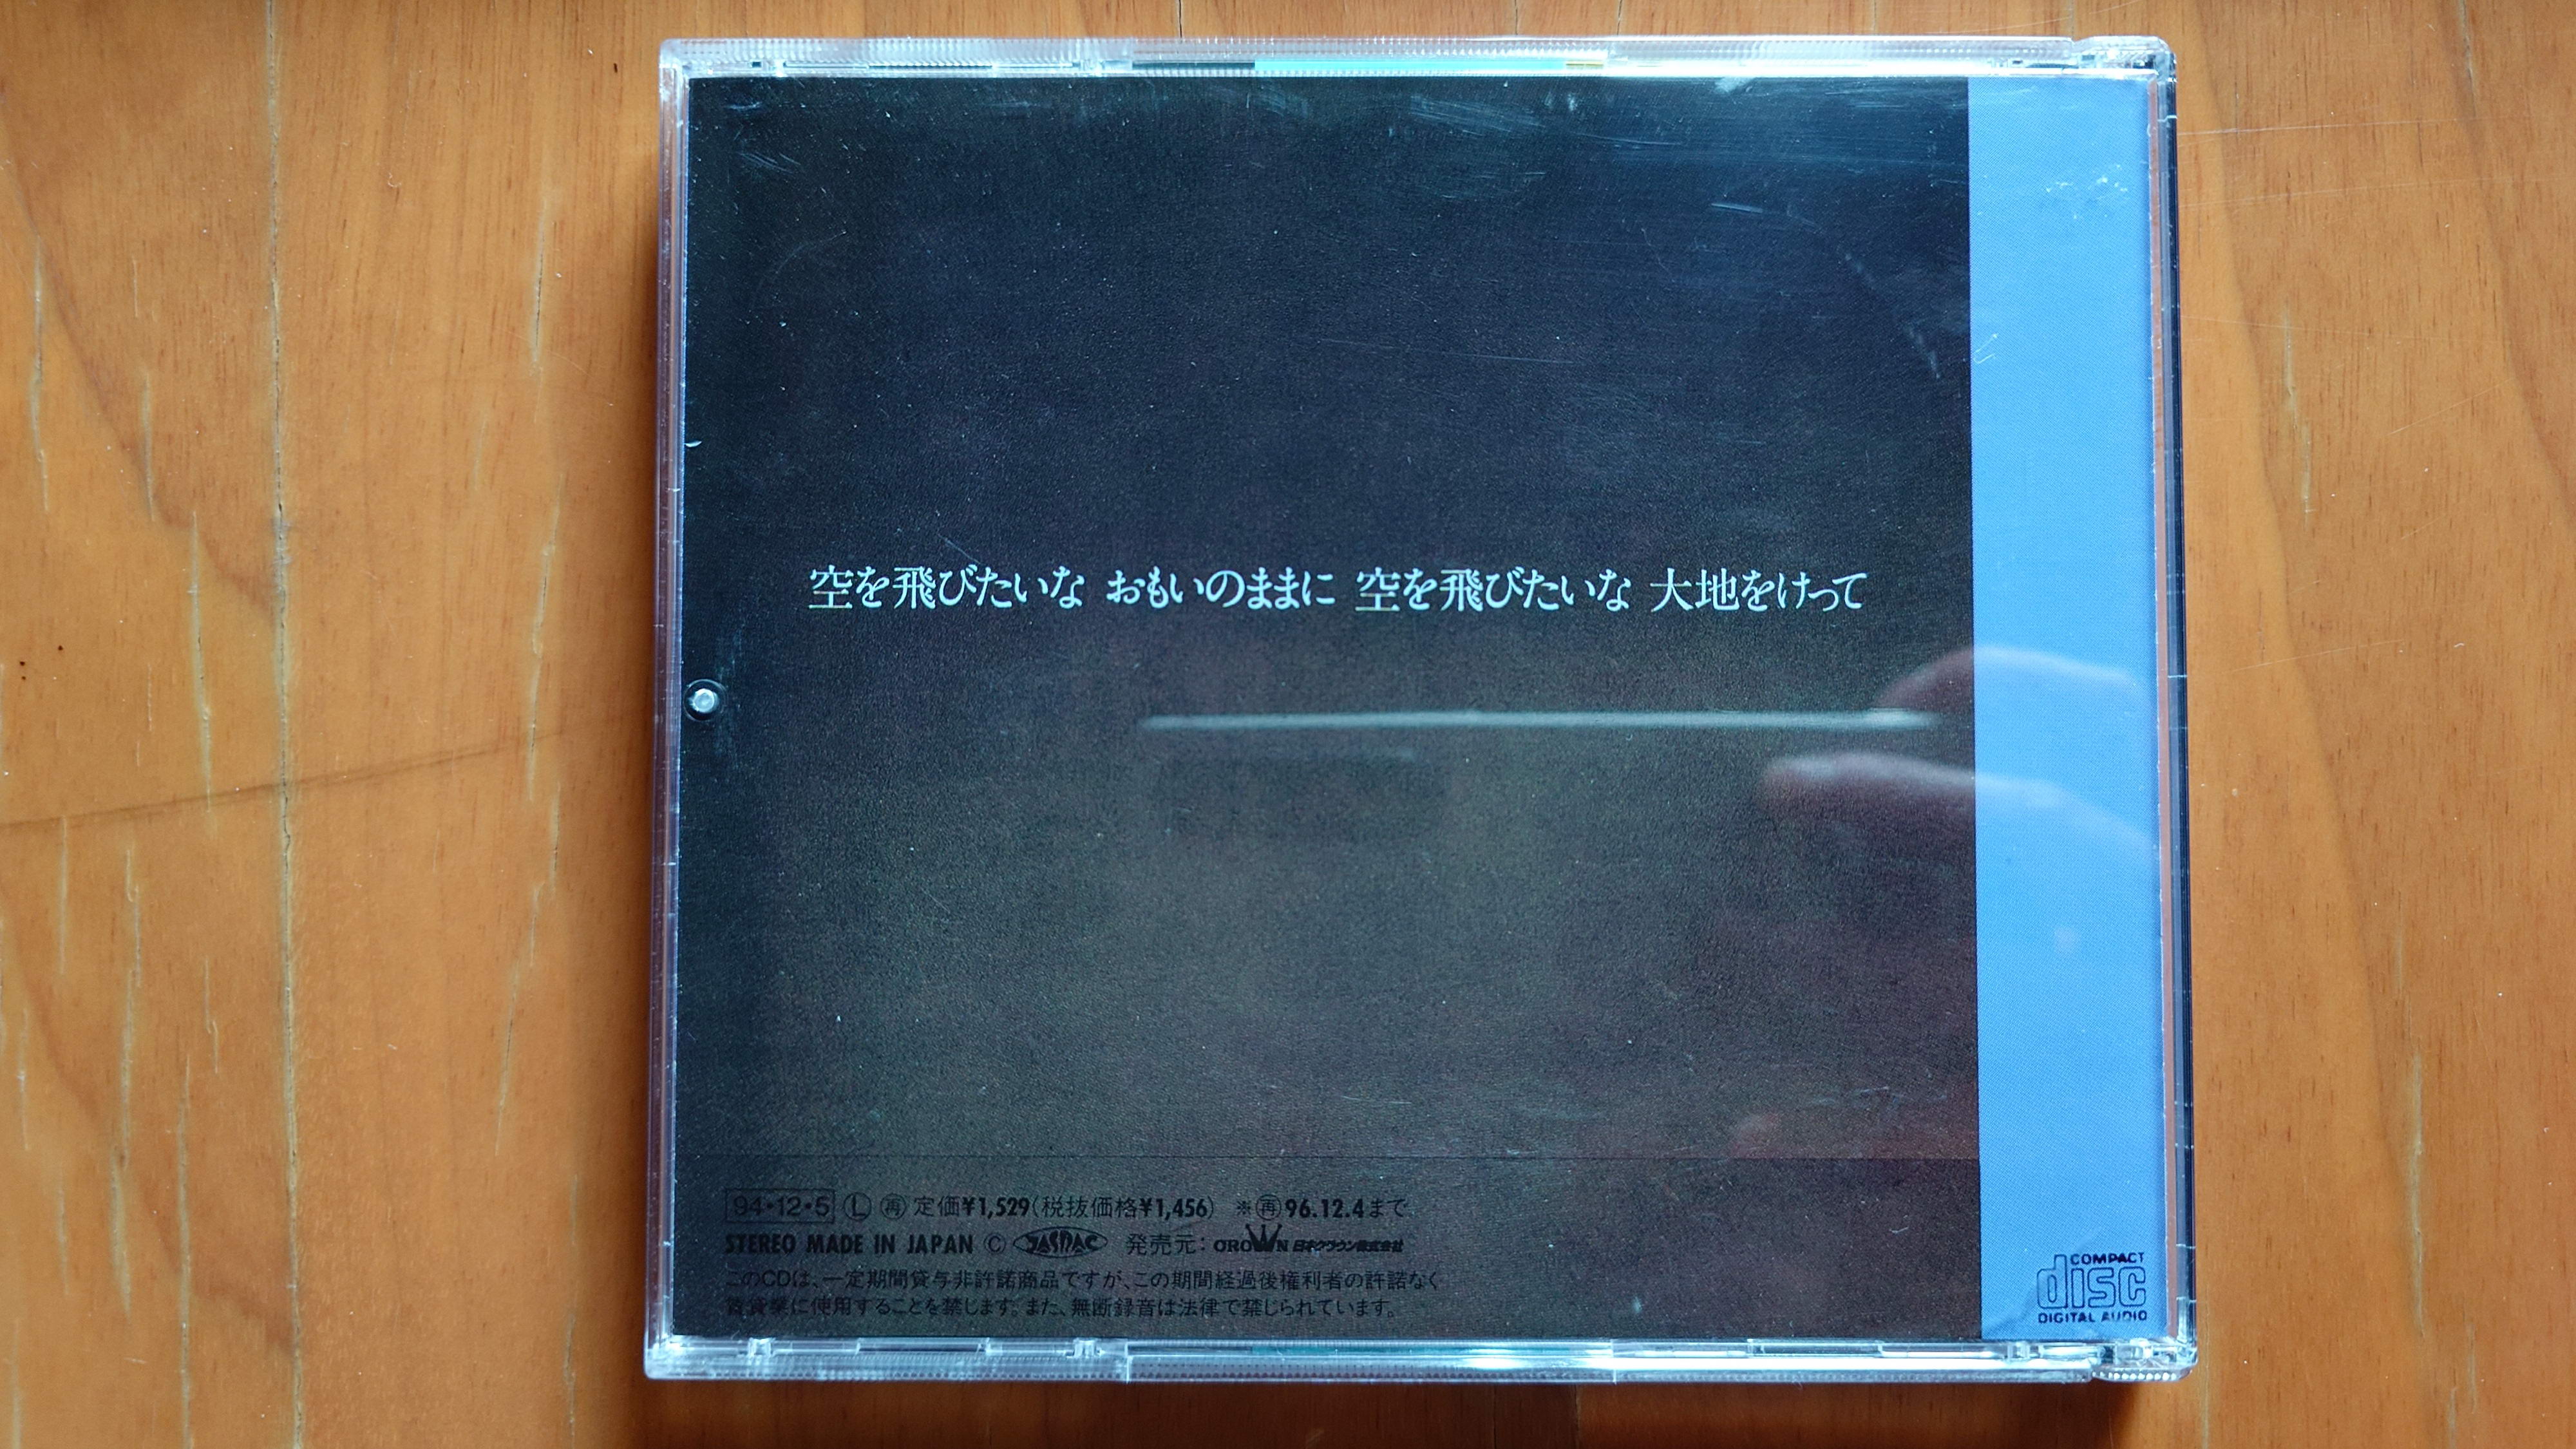 空を飛びたいな おもいのままに 空を飛びたいな 大地をけって
94・12・5 Ⓛ ㊢ 定価¥1,529(税抜価格¥1,456) ※㊢96.12.4まで
STEREO MADE IN JAPAN © JASRAC 発売元:CROWN 日本クラウン株式会社
このCDは、一定期間貸与非許諾商品ですが、この期間経過後権利者の許諾なく
賃貸業に使用することを禁じます。また、無断録音は法律で禁じられています。
COMPACT
disc
DIGITAL AUDIO